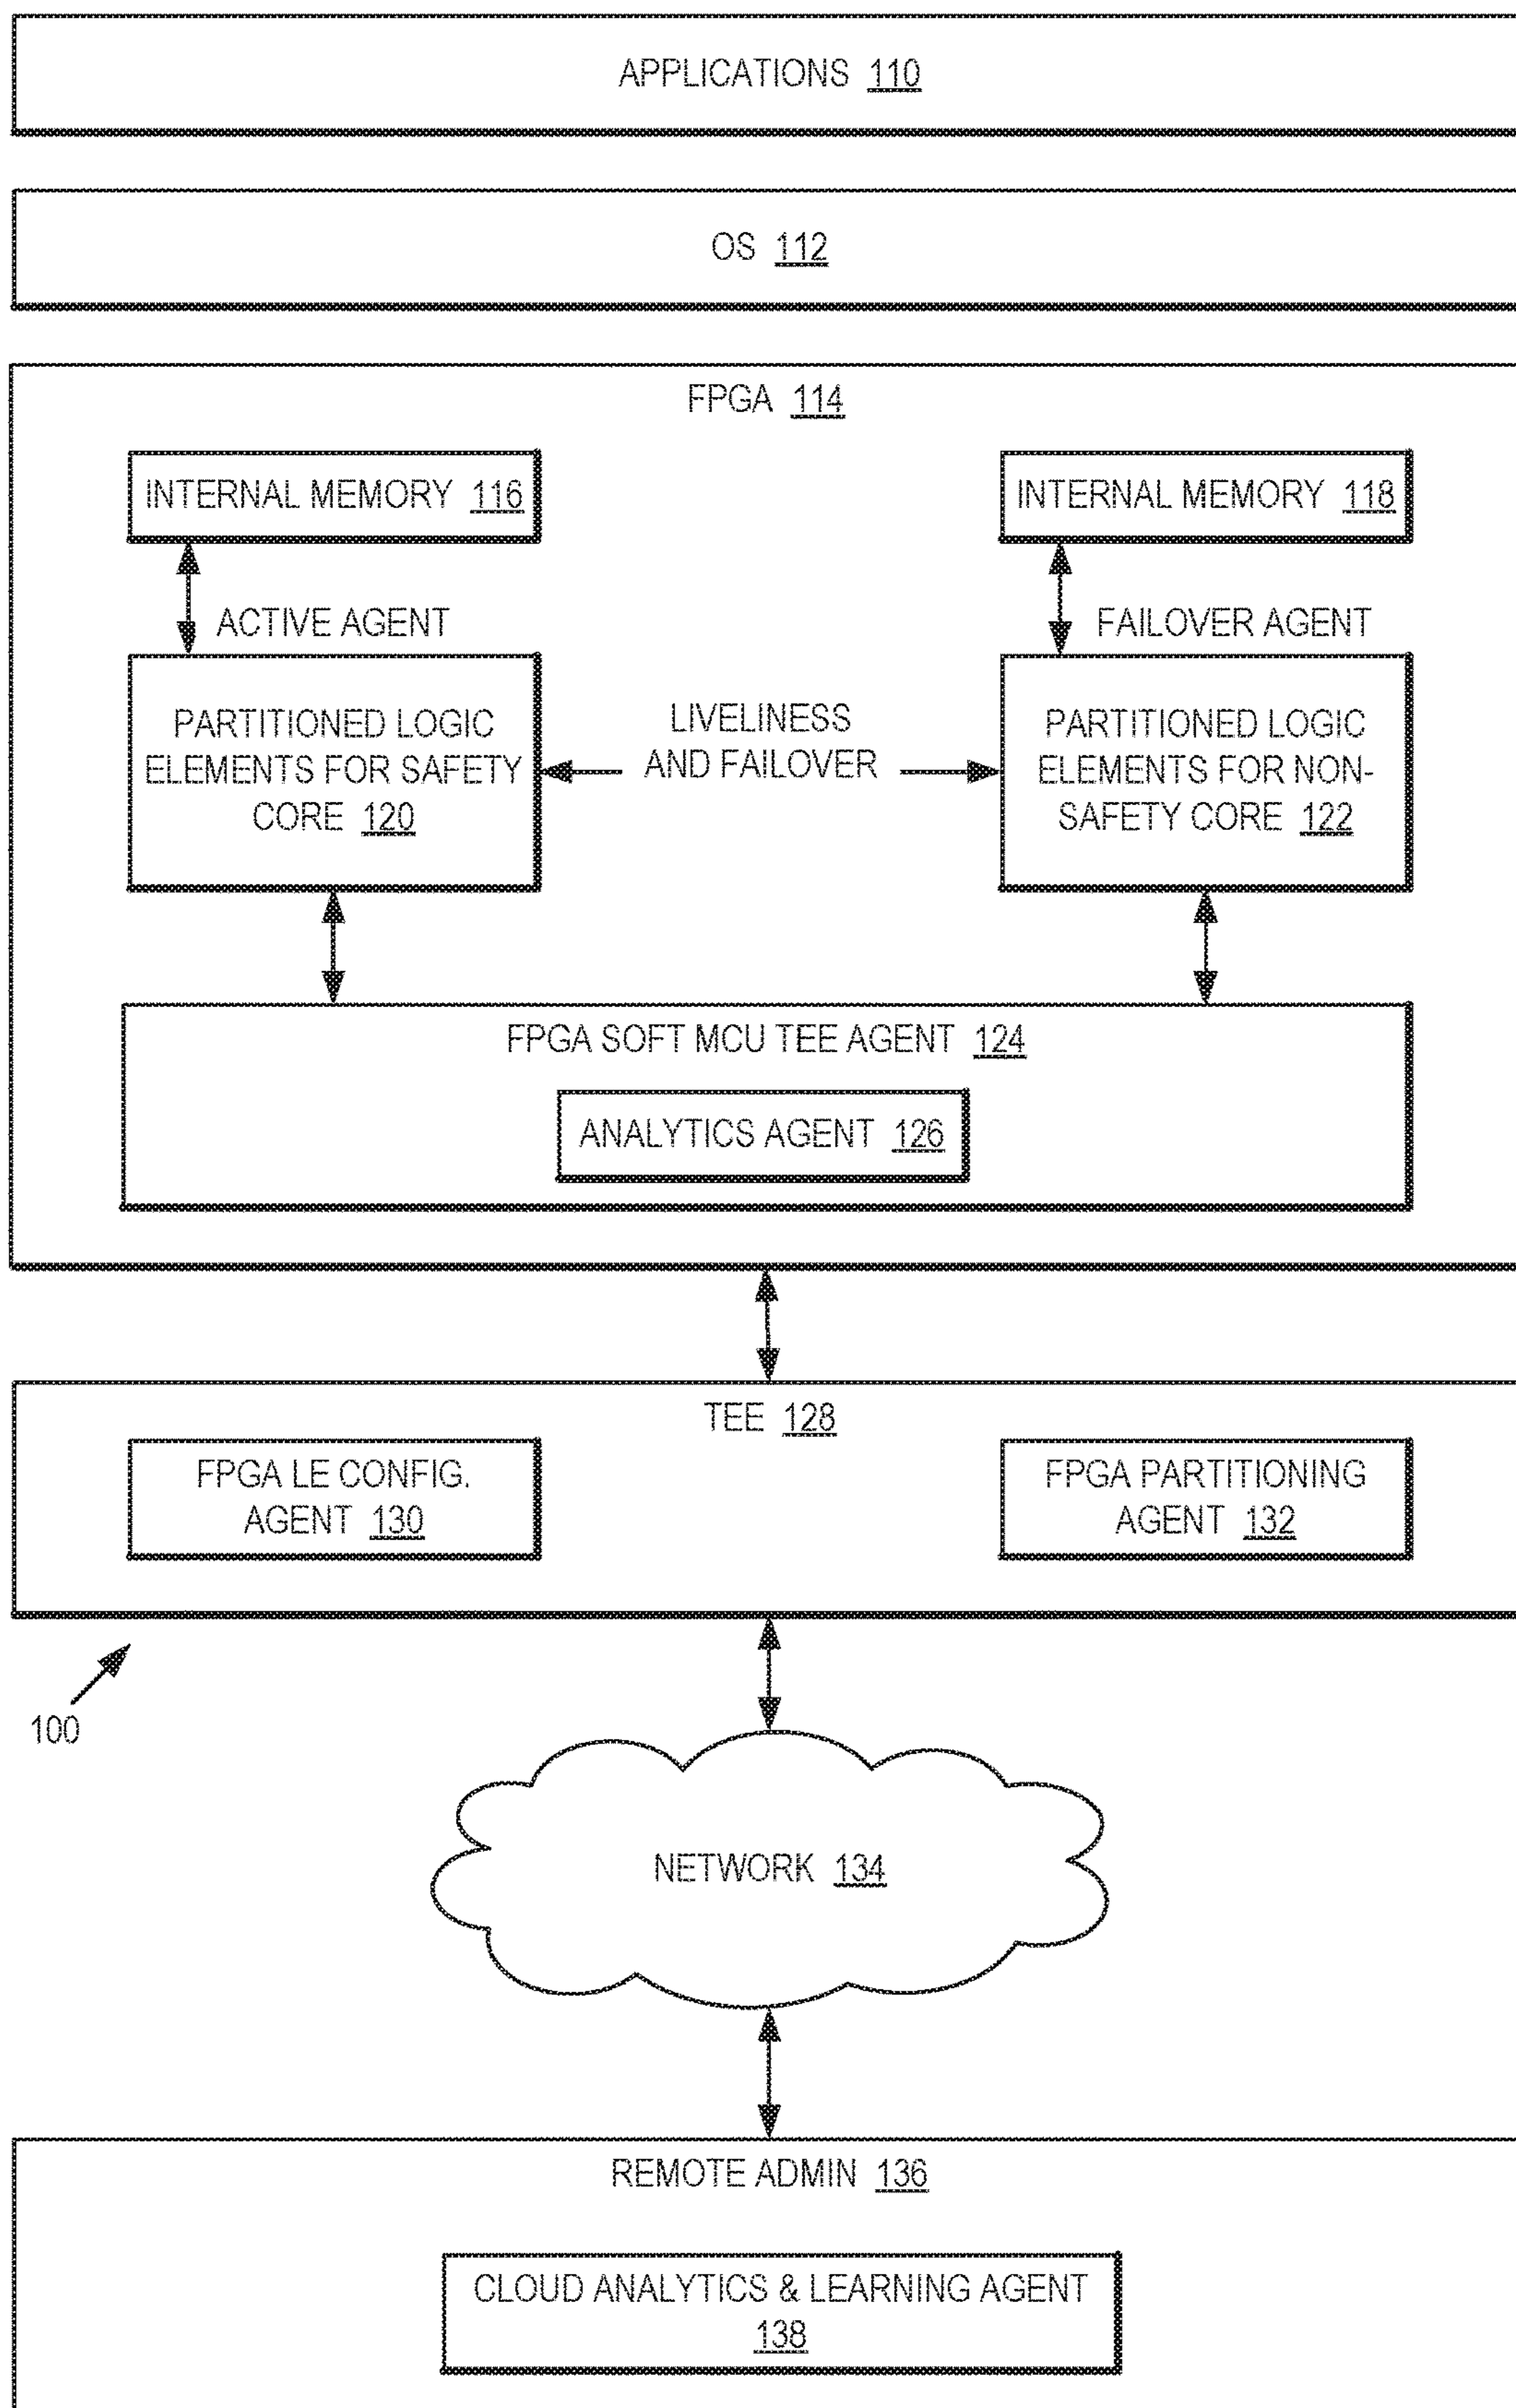 APPLICATIONS 110
OS 112
FPGA 114
INTERNAL MEMORY 116
INTERNAL MEMORY 118
ACTIVE AGENT
FAILOVER AGENT
PARTITIONED LOGIC
ELEMENTS FOR SAFETY
CORE 120
LIVELINESS
AND FAILOVER
PARTITIONED LOGIC
ELEMENTS FOR NON-
SAFETY CORE 122
FPGA SOFT MCU TEE AGENT 124
ANALYTICS AGENT 126
TEE 128
FPGA LE CONFIG.
AGENT 130
FPGA PARTITIONING
AGENT 132
100
NETWORK 134
REMOTE ADMIN 136
CLOUD ANALYTICS & LEARNING AGENT
138